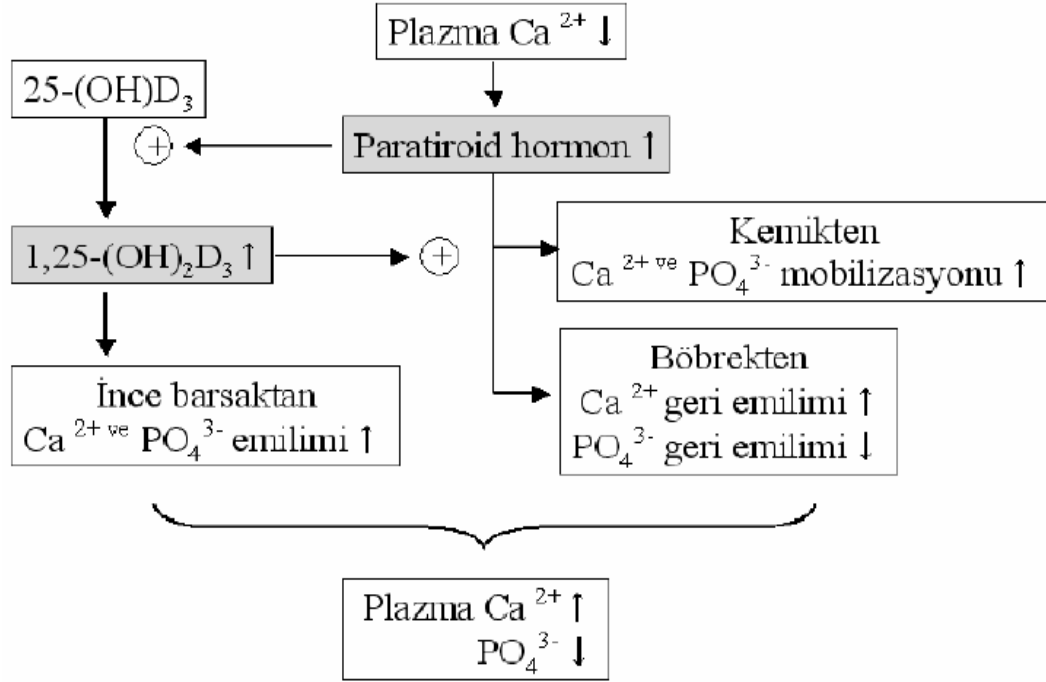 Plazma Ca 2+ ↓
25-(OH)D3
+
Paratiroid hormon ↑
1,25-(OH)2D3 ↑
+
Kemikten
Ca 2+ ve PO4 3- mobilizasyonu ↑
İnce barsaktan
Ca 2+ ve PO4 3- emilimi ↑
Böbrekten
Ca 2+ geri emilimi ↑
PO4 3- geri emilimi ↓
Plazma Ca 2+ ↑
PO4 3- ↓